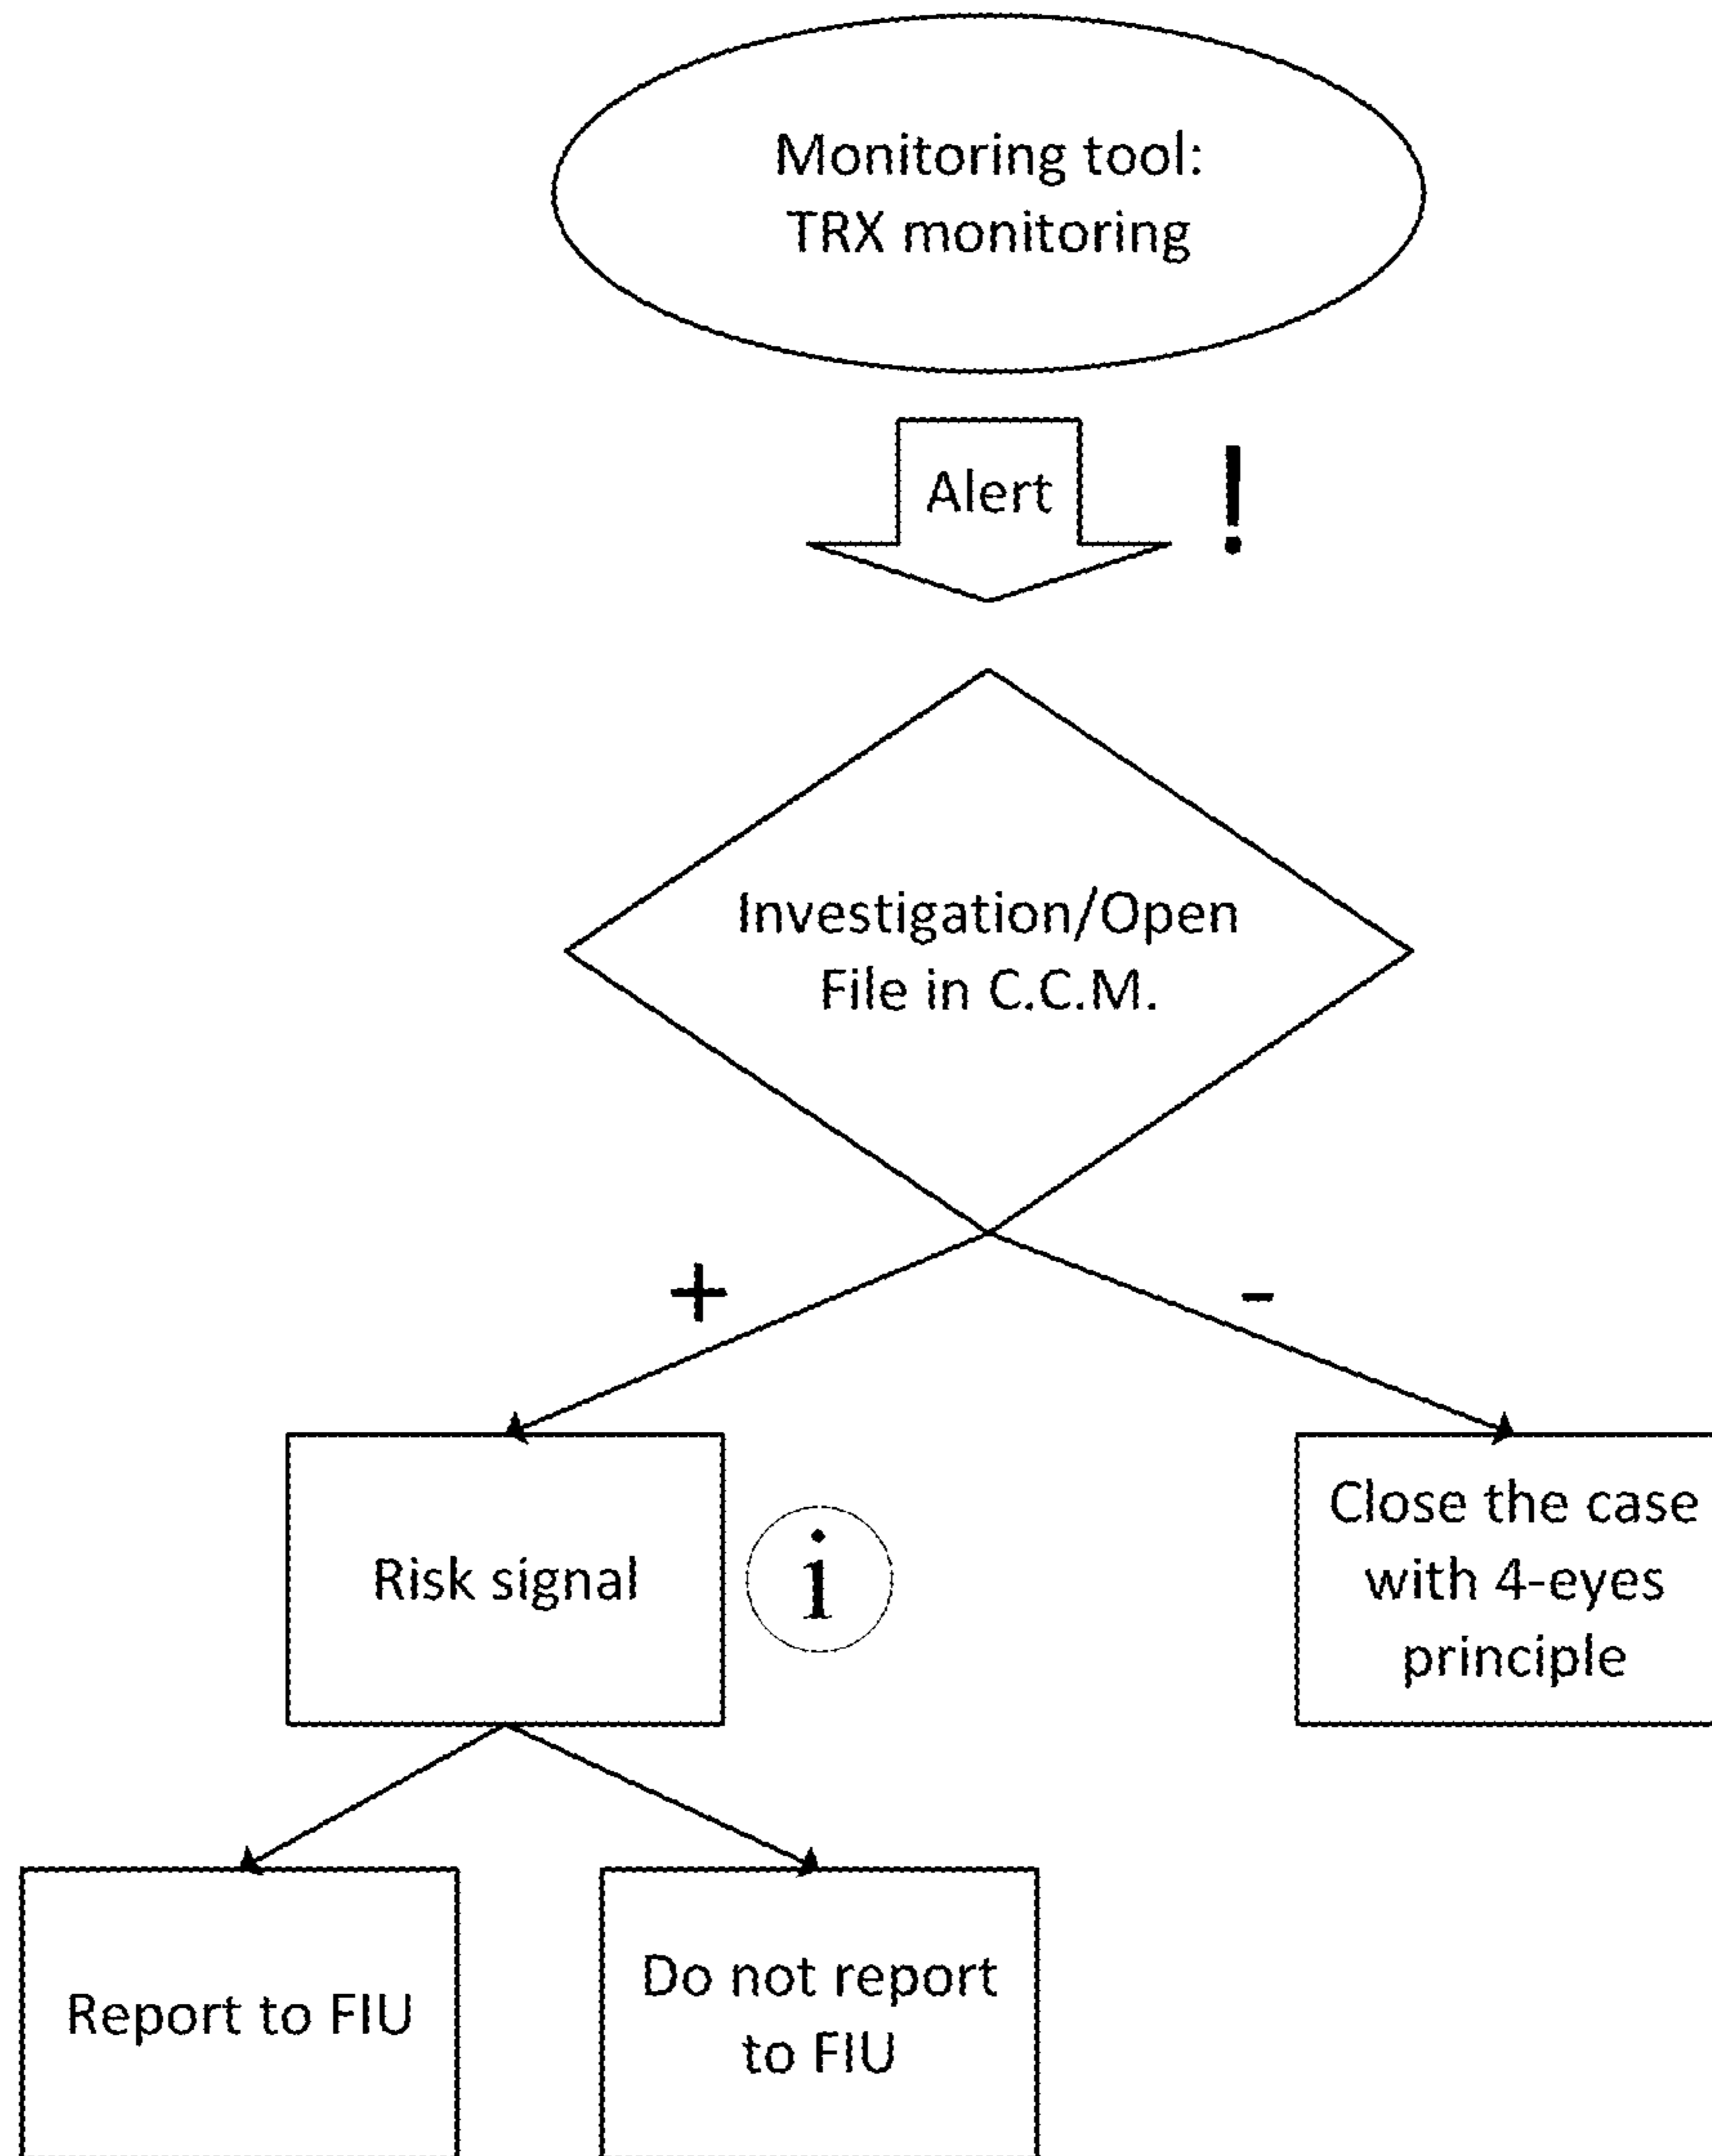 Monitoring tool:
TRX monitoring
Alert
!
Investigation/Open
File in C.C.M.
+
-
Risk signal
i
Close the case
with 4-eyes
principle
Report to FIU
Do not report
to FIU